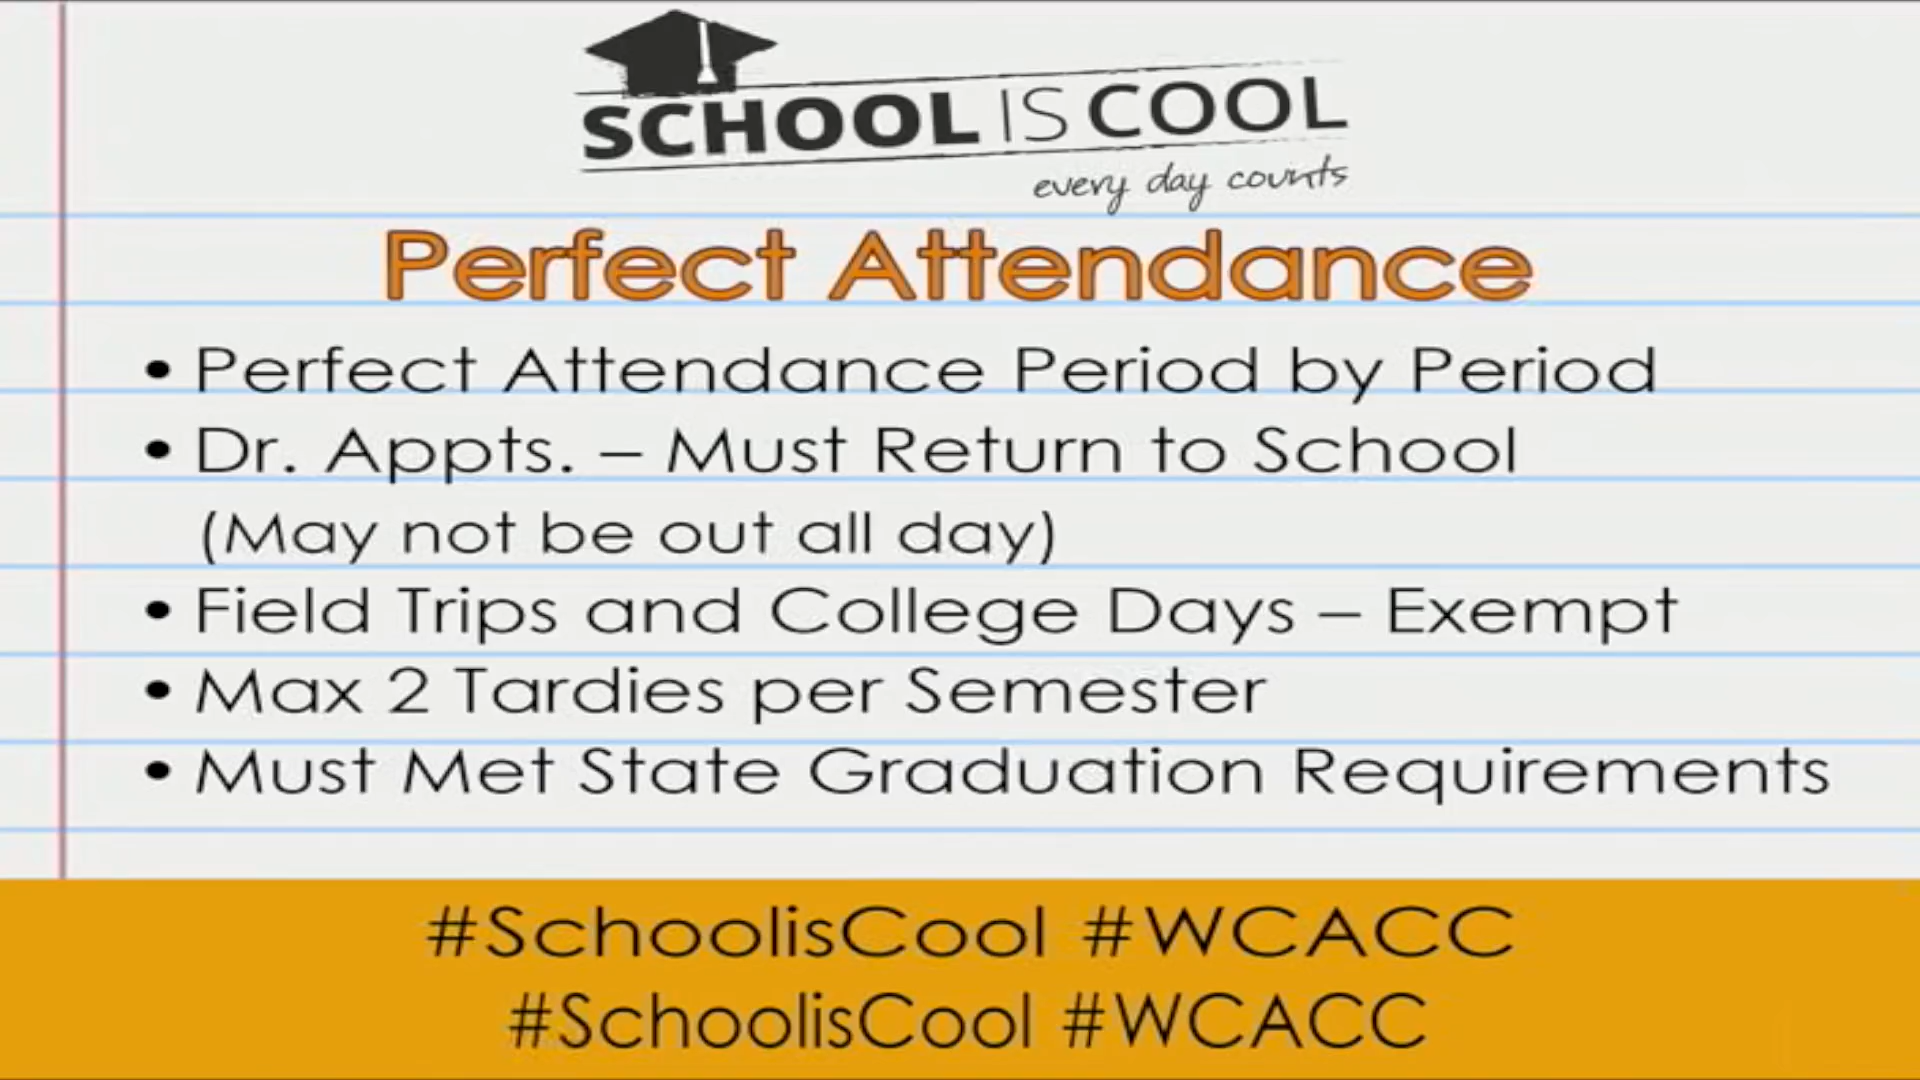 SCHOOL IS COOL
every day counts
Perfect Attendance
• Perfect Attendance Period by Period
• Dr. Appts. – Must Return to School
(May not be out all day)
• Field Trips and College Days – Exempt
• Max 2 Tardies per Semester
• Must Met State Graduation Requirements
#SchoolisCool #WCACC
#SchoolisCool #WCACC